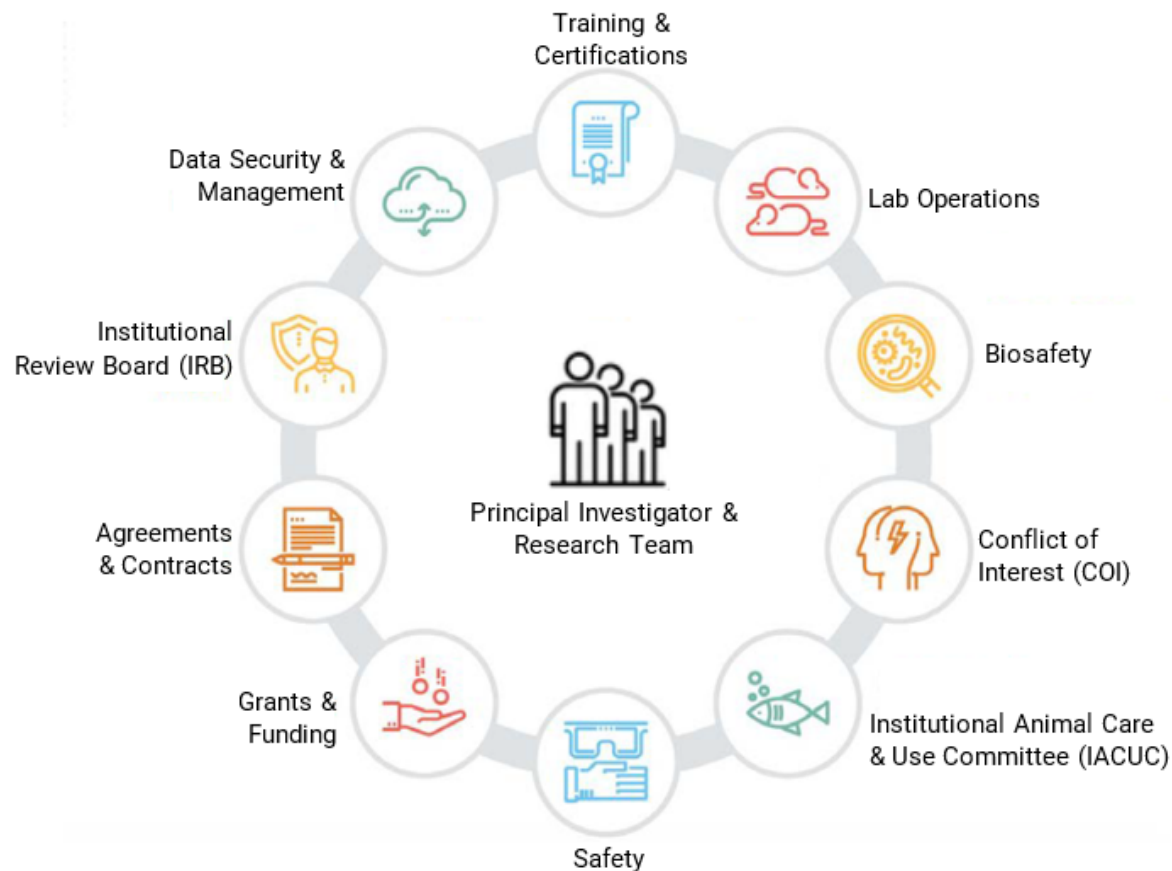 Training &
Certifications
Data Security &
Management
Lab Operations
Institutional
Review Board (IRB)
Biosafety
Principal Investigator &
Research Team
Agreements
& Contracts
Conflict of
Interest (COI)
Grants &
Funding
Institutional Animal Care
& Use Committee (IACUC)
Safety